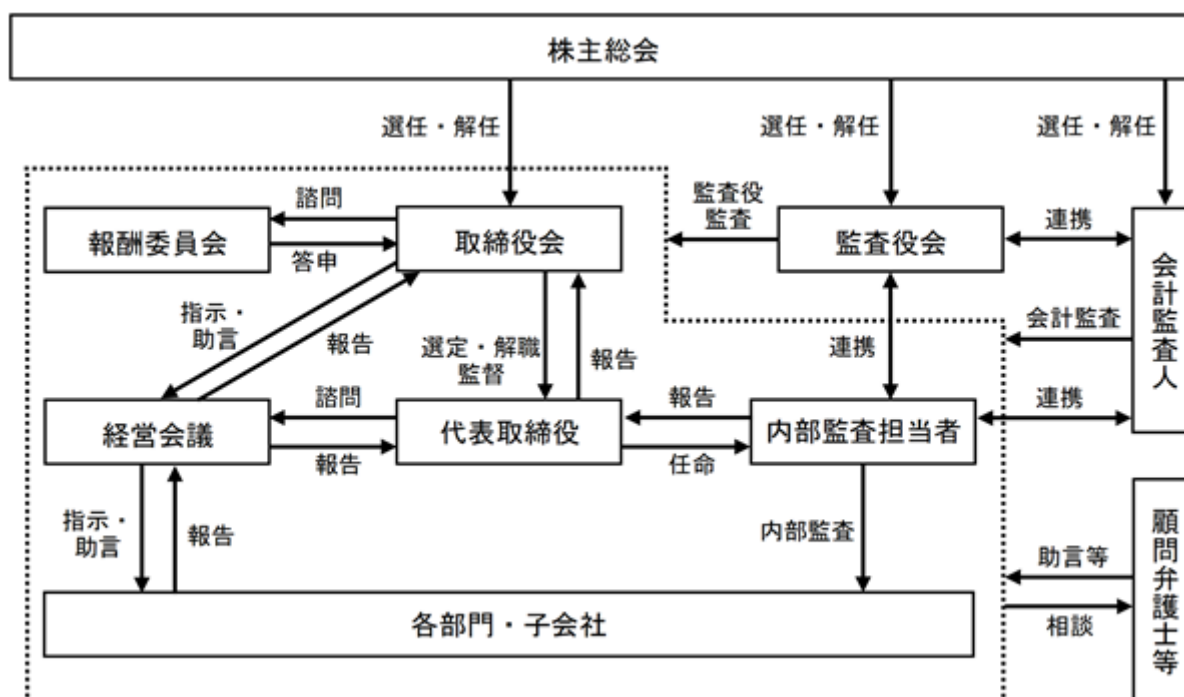 株主総会
選任・解任
選任・解任
選任・解任
諮問
監査役
監査
報酬委員会
取締役会
監査役会
連携
答申
会計監査人
指示・
助言
報告
選定・解職
監督
報告
連携
会計監査
諮問
報告
連携
経営会議
代表取締役
内部監査担当者
報告
任命
指示・
助言
報告
内部監査
顧問弁護士等
助言等
各部門・子会社
相談